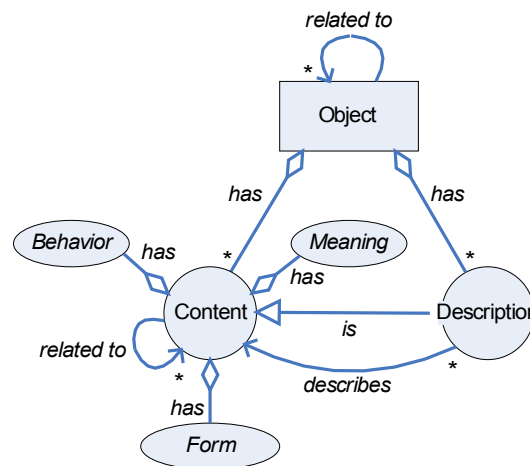 related to
*
Object
has
has
Behavior
Meaning
has
has
*
*
Content
Description
is
related to
*
*
describes
has
Form